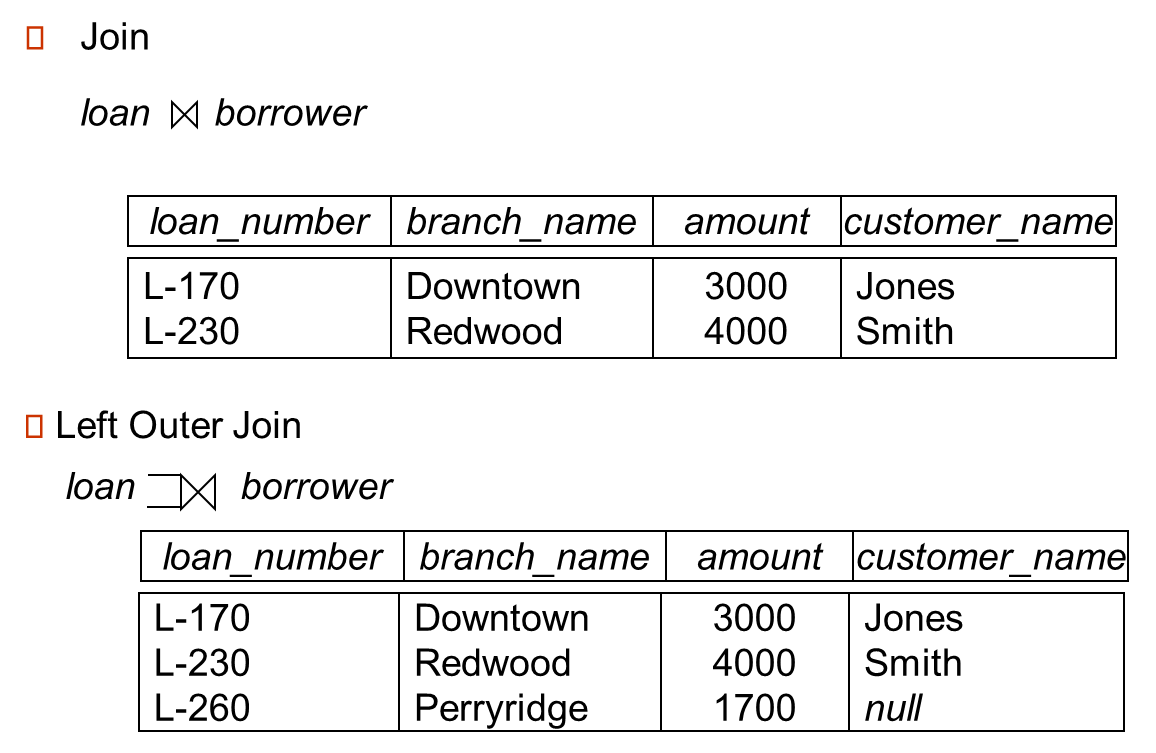 Join
loan ⋈ borrower
loan_number branch_name amount customer_name
L-170 Downtown 3000 Jones
L-230 Redwood 4000 Smith
Left Outer Join
loan ⟕ borrower
loan_number branch_name amount customer_name
L-170 Downtown 3000 Jones
L-230 Redwood 4000 Smith
L-260 Perryridge 1700 null